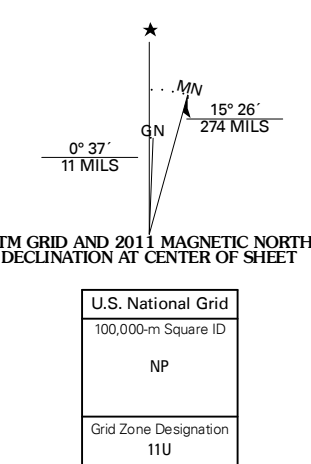 MN
GN
15° 26´
274 MILS
0° 37´
11 MILS
TM GRID AND 2011 MAGNETIC NORTH
DECLINATION AT CENTER OF SHEET
U.S. National Grid
100,000-m Square ID
NP
Grid Zone Designation
11U